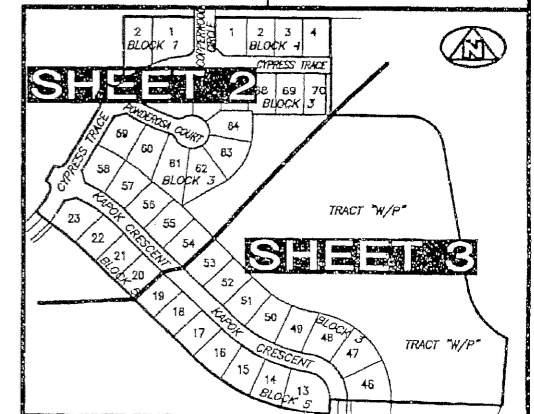 2 1
BLOCK 1
COPPERWOOD CIRCLE
1 2 3 4
BLOCK 4
N
CYPRESS TRACE
SHEET 2
68 69 70
BLOCK 3
PONDEROSA COURT
64
59
60
63
CYPRESS TRACE
61
62
58
57
BLOCK 3
56
TRACT "W/P"
KAPOK CRESCENT
55
23
22
54
21
20
BLOCK 5
53
SHEET 3
52
19
51
18
50
17
KAPOK CRESCENT
49
48
BLOCK 3
47
16
TRACT "W/P"
15
14
13
46
BLOCK 5